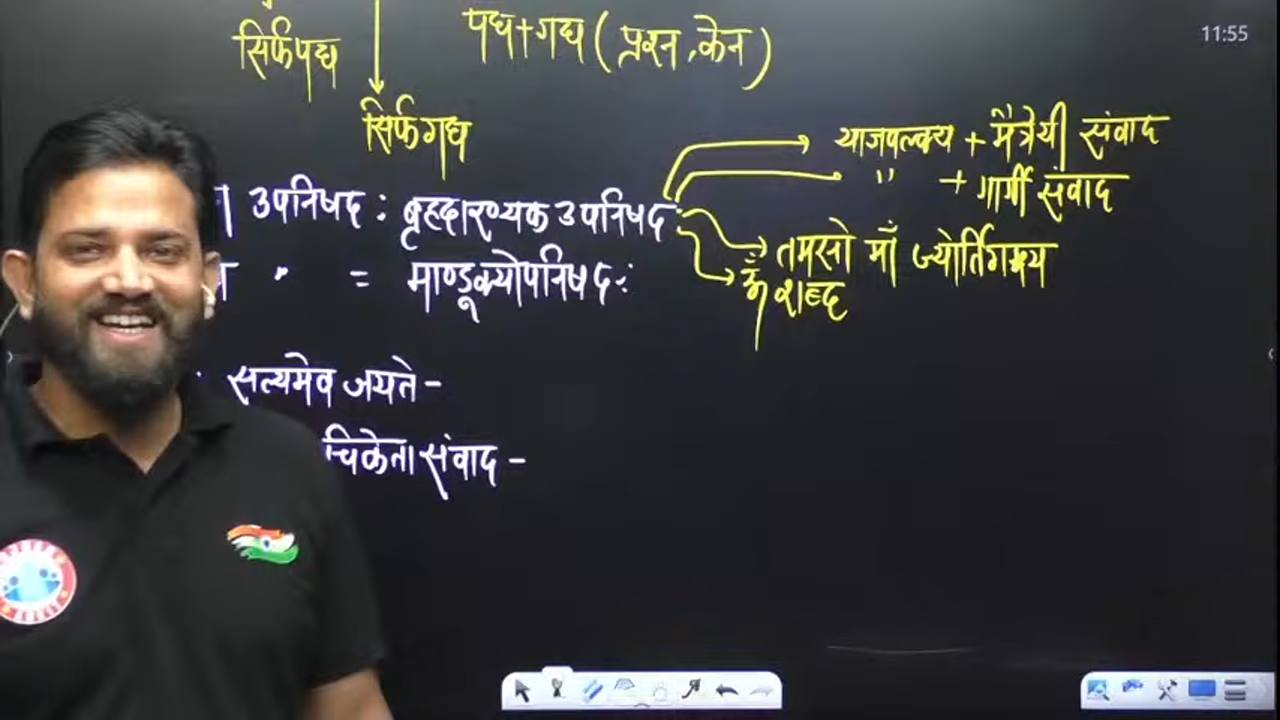 11:55
सिर्फ पद्य
पद्य+गद्य (प्रश्न, केन)
सिर्फ गद्य
याज्ञवल्क्य + मैत्रेयी संवाद
" + गार्गी संवाद
उपनिषद : बृहदारण्यक उपनिषद :
तमसो माँ ज्योर्तिगमय
" = माण्डूक्योपनिषद :
ॐ शब्द
सत्यमेव जयते -
चिकेता संवाद -